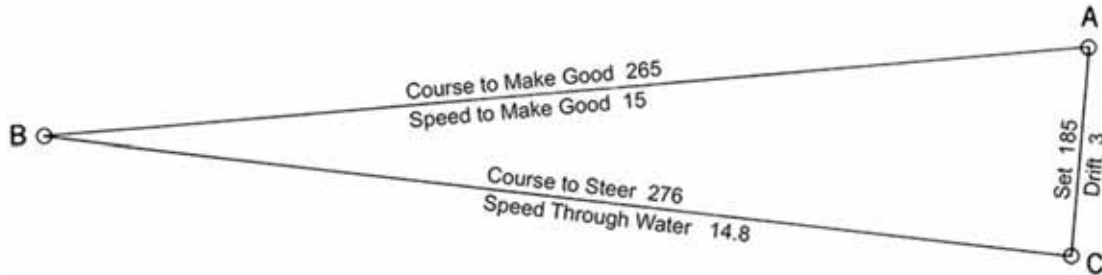 A
Course to Make Good 265
Speed to Make Good 15
B
Set 185
Drift 3
Course to Steer 276
Speed Through Water 14.8
C